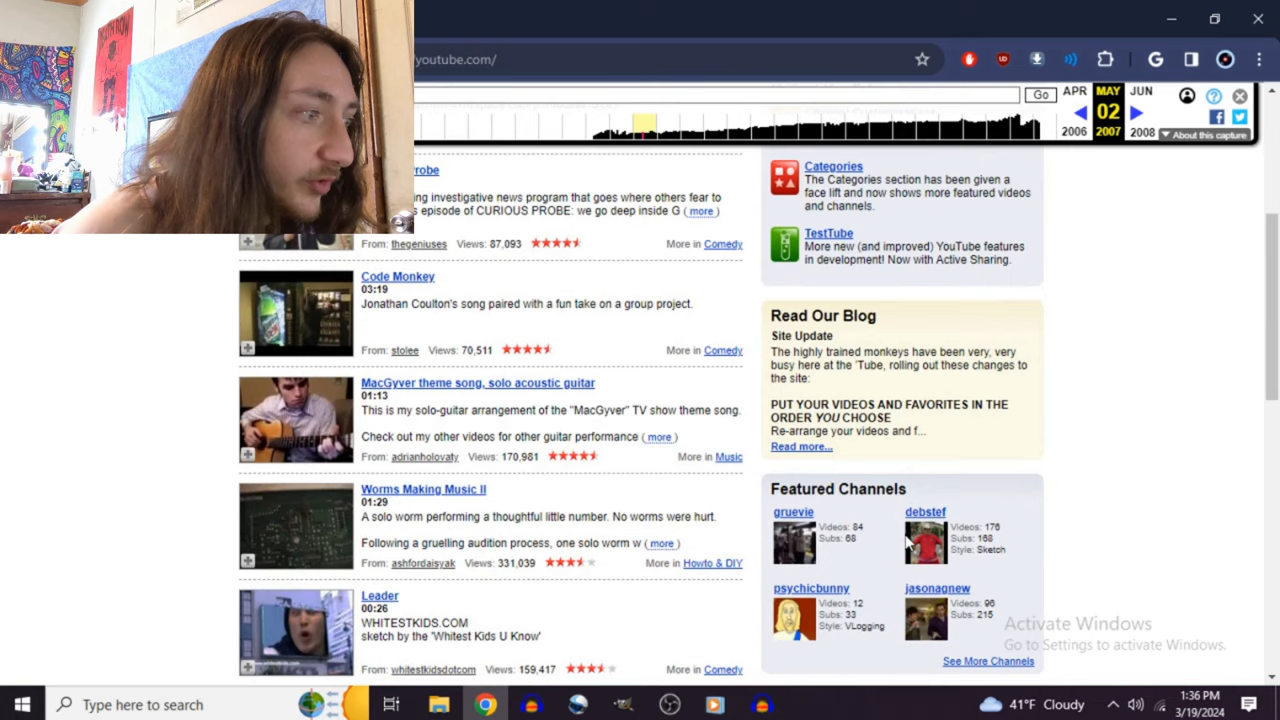 youtube.com/
Go
APR MAY JUN
02
2006 2007 2008
About this capture
robe
ing investigative news program that goes where others fear to
s episode of CURIOUS PROBE: we go deep inside G ( more )
From: thegeniuses Views: 87,093 More in Comedy
Code Monkey
03:19
Jonathan Coulton's song paired with a fun take on a group project.
From: stolee Views: 70,511 More in Comedy
MacGyver theme song, solo acoustic guitar
01:13
This is my solo-guitar arrangement of the "MacGyver" TV show theme song.
Check out my other videos for other guitar performance ( more )
From: adrianholovaty Views: 170,981 More in Music
Worms Making Music II
01:29
A solo worm performing a thoughtful little number. No worms were hurt.
Following a gruelling audition process, one solo worm w ( more )
From: ashfordaisyak Views: 331,039 More in Howto & DIY
Leader
00:26
WHITESTKIDS.COM
sketch by the 'Whitest Kids U Know'
From: whitestkidsdotcom Views: 159,417 More in Comedy
Categories
The Categories section has been given a
face lift and now shows more featured videos
and channels.
TestTube
More new (and improved) YouTube features
in development! Now with Active Sharing.
Read Our Blog
Site Update
The highly trained monkeys have been very, very
busy here at the 'Tube, rolling out these changes to
the site:
PUT YOUR VIDEOS AND FAVORITES IN THE
ORDER YOU CHOOSE
Re-arrange your videos and f...
Read more...
Featured Channels
gruevie
Videos: 84
Subs: 68
debstef
Videos: 176
Subs: 168
Style: Sketch
psychicbunny
Videos: 12
Subs: 33
Style: VLogging
jasonagnew
Videos: 96
Subs: 215
See More Channels
Activate Windows
Go to Settings to activate Windows.
Type here to search
41°F Cloudy
1:36 PM
3/19/2024